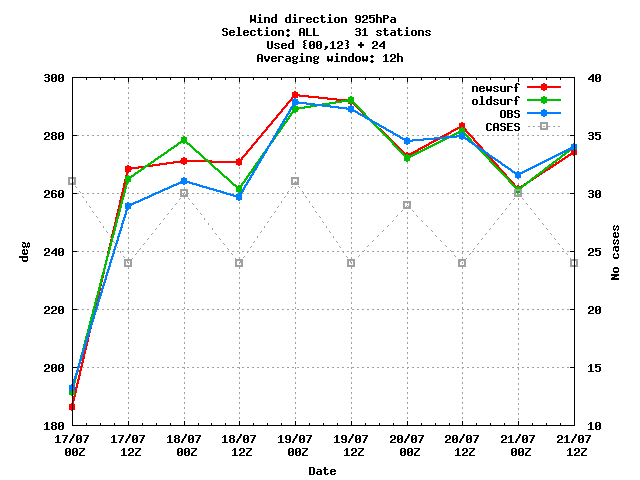 Wind direction 925hPa
Selection: ALL     31 stations
Used {00,12} + 24
Averaging window: 12h
newsurf
oldsurf
OBS
CASES
300
280
260
240
220
200
180
deg
40
35
30
25
20
15
10
No cases
17/07 17/07 18/07 18/07 19/07 19/07 20/07 20/07 21/07 21/07
00Z 12Z 00Z 12Z 00Z 12Z 00Z 12Z 00Z 12Z
Date